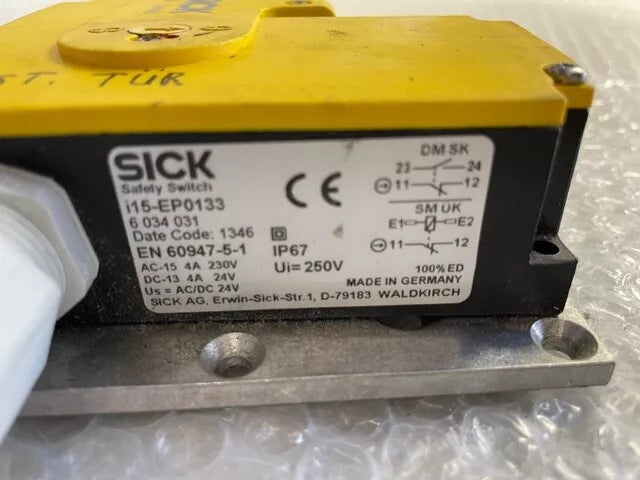 SICK
ST. TÜR
SICK
Safety Switch
i15-EP0133
6 034 031
Date Code: 1346
EN 60947-5-1 IP67
AC-15 4A 230V Ui=250V
DC-13 4A 24V
Us = AC/DC 24V
SICK AG, Erwin-Sick-Str.1, D-79183 WALDKIRCH
CE
DM SK
23 24
11 12
SM UK
E1 E2
11 12
100%ED
MADE IN GERMANY